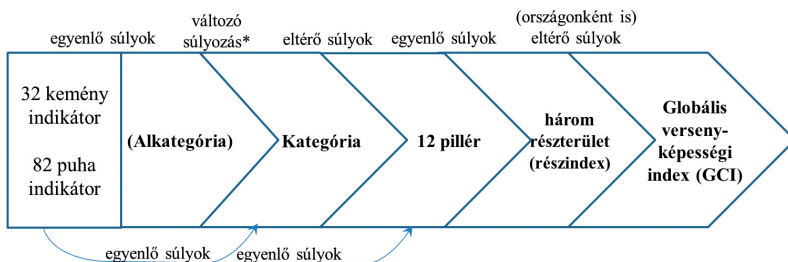 egyenlő súlyok
változó
súlyozás*
eltérő súlyok
egyenlő súlyok
(országonként is)
eltérő súlyok
32 kemény
indikátor
82 puha
indikátor
(Alkategória)
Kategória
12 pillér
három
részterület
(részindex)
Globális
verseny-
képességi
index (GCI)
egyenlő súlyok
egyenlő súlyok